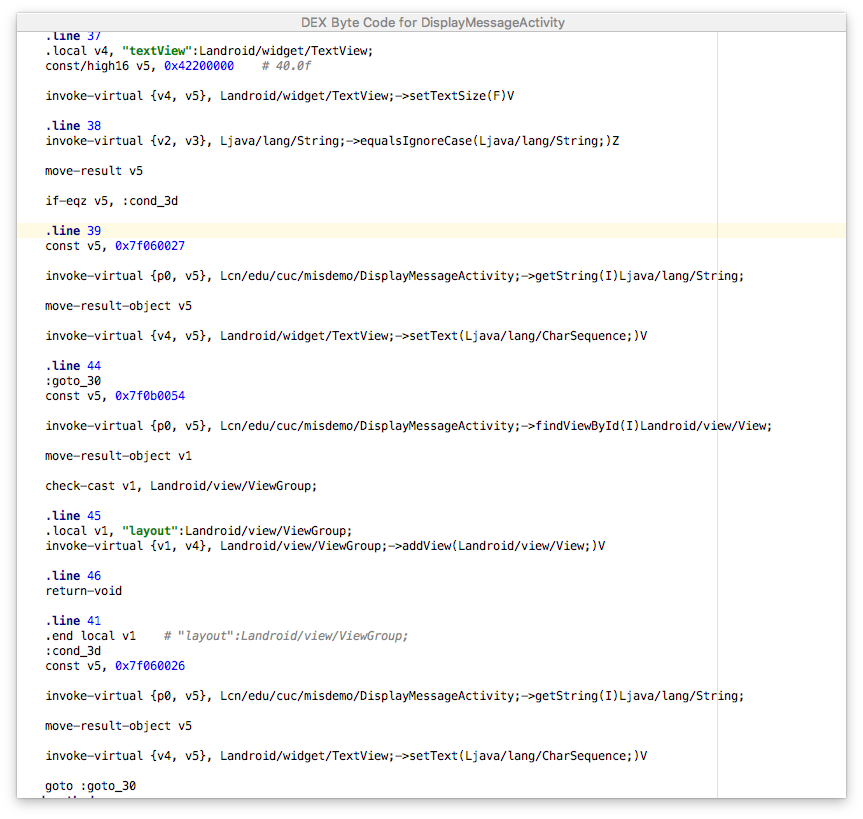 DEX Byte Code for DisplayMessageActivity
.line 37
.local v4, "textView":Landroid/widget/TextView;
const/high16 v5, 0x42200000    # 40.0f
invoke-virtual {v4, v5}, Landroid/widget/TextView;->setTextSize(F)V
.line 38
invoke-virtual {v2, v3}, Ljava/lang/String;->equalsIgnoreCase(Ljava/lang/String;)Z
move-result v5
if-eqz v5, :cond_3d
.line 39
const v5, 0x7f060027
invoke-virtual {p0, v5}, Lcn/edu/cuc/misdemo/DisplayMessageActivity;->getString(I)Ljava/lang/String;
move-result-object v5
invoke-virtual {v4, v5}, Landroid/widget/TextView;->setText(Ljava/lang/CharSequence;)V
.line 44
:goto_30
const v5, 0x7f0b0054
invoke-virtual {p0, v5}, Lcn/edu/cuc/misdemo/DisplayMessageActivity;->findViewById(I)Landroid/view/View;
move-result-object v1
check-cast v1, Landroid/view/ViewGroup;
.line 45
.local v1, "layout":Landroid/view/ViewGroup;
invoke-virtual {v1, v4}, Landroid/view/ViewGroup;->addView(Landroid/view/View;)V
.line 46
return-void
.line 41
.end local v1    # "layout":Landroid/view/ViewGroup;
:cond_3d
const v5, 0x7f060026
invoke-virtual {p0, v5}, Lcn/edu/cuc/misdemo/DisplayMessageActivity;->getString(I)Ljava/lang/String;
move-result-object v5
invoke-virtual {v4, v5}, Landroid/widget/TextView;->setText(Ljava/lang/CharSequence;)V
goto :goto_30